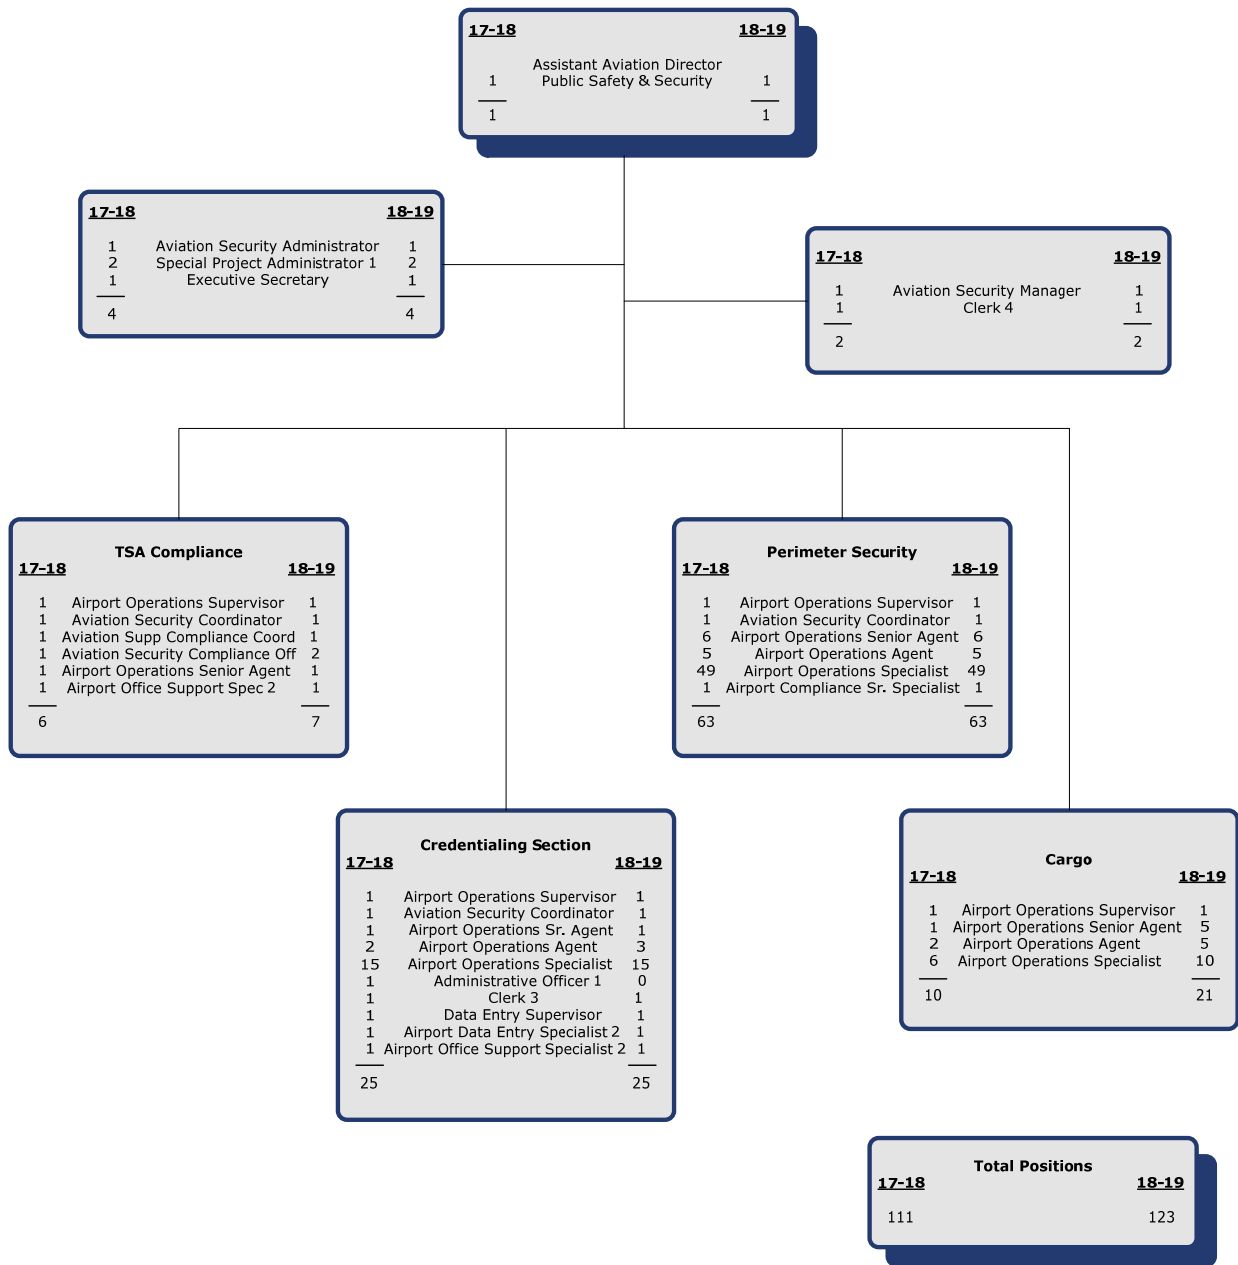 17-18 18-19
Assistant Aviation Director
1 Public Safety & Security 1
1 1
17-18 18-19
1 Aviation Security Administrator 1
2 Special Project Administrator 1 2
1 Executive Secretary 1
4 4
17-18 18-19
1 Aviation Security Manager 1
1 Clerk 4 1
2 2
TSA Compliance
17-18 18-19
1 Airport Operations Supervisor 1
1 Aviation Security Coordinator 1
1 Aviation Supp Compliance Coord 1
1 Aviation Security Compliance Off 2
1 Airport Operations Senior Agent 1
1 Airport Office Support Spec 2 1
6 7
Perimeter Security
17-18 18-19
1 Airport Operations Supervisor 1
1 Aviation Security Coordinator 1
6 Airport Operations Senior Agent 6
5 Airport Operations Agent 5
49 Airport Operations Specialist 49
1 Airport Compliance Sr. Specialist 1
63 63
Credentialing Section
17-18 18-19
1 Airport Operations Supervisor 1
1 Aviation Security Coordinator 1
1 Airport Operations Sr. Agent 1
2 Airport Operations Agent 3
15 Airport Operations Specialist 15
1 Administrative Officer 1 0
1 Clerk 3 1
1 Data Entry Supervisor 1
1 Airport Data Entry Specialist 2 1
1 Airport Office Support Specialist 2 1
25 25
Cargo
17-18 18-19
1 Airport Operations Supervisor 1
1 Airport Operations Senior Agent 5
2 Airport Operations Agent 5
6 Airport Operations Specialist 10
10 21
Total Positions
17-18 18-19
111 123